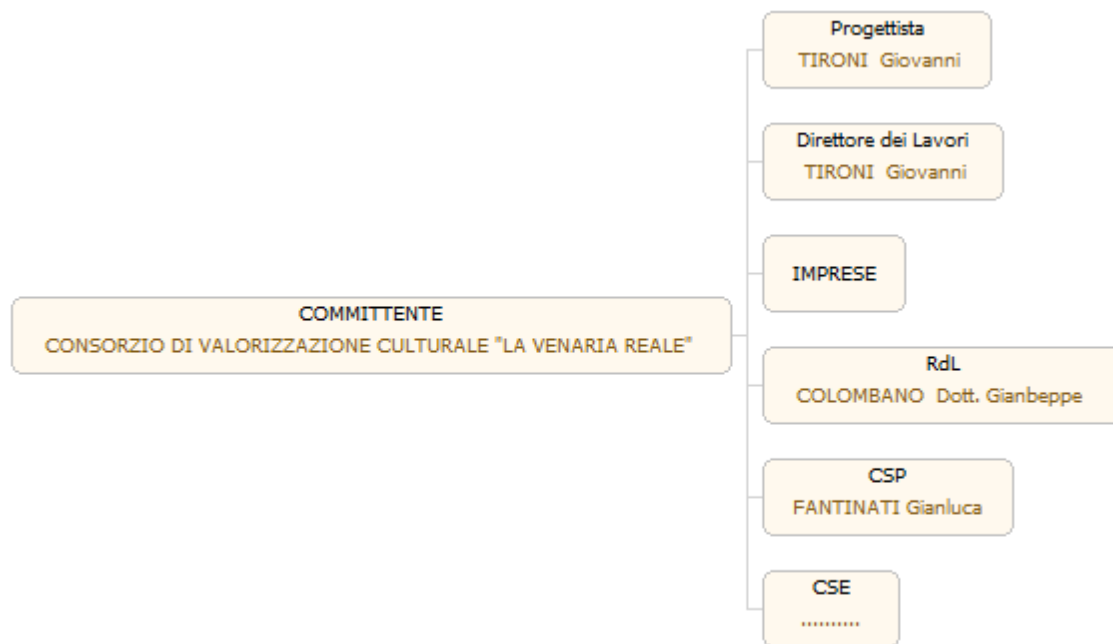 Progettista
TIRONI Giovanni
Direttore dei Lavori
TIRONI Giovanni
IMPRESE
COMMITTENTE
CONSORZIO DI VALORIZZAZIONE CULTURALE "LA VENARIA REALE"
RdL
COLOMBANO Dott. Gianbeppe
CSP
FANTINATI Gianluca
CSE
..........